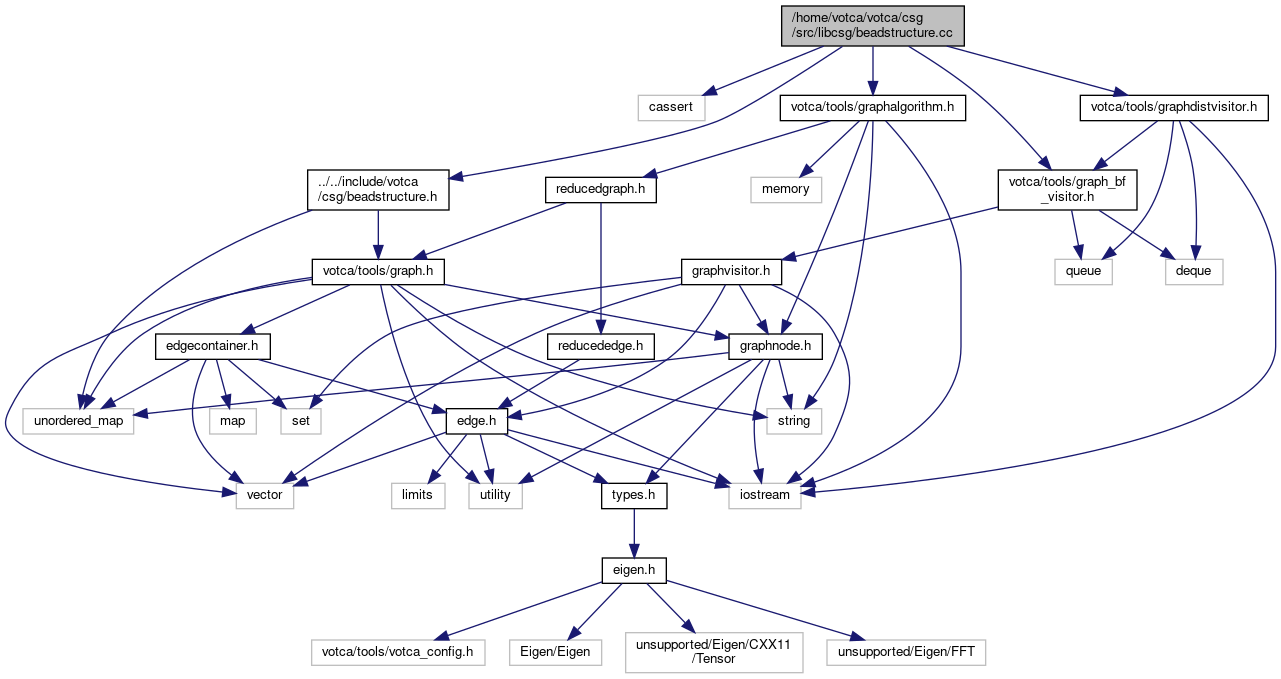 /home/votca/votca/csg
/src/libcsg/beadstructure.cc
cassert
votca/tools/graphalgorithm.h
votca/tools/graphdistvisitor.h
../../include/votca
/csg/beadstructure.h
reducedgraph.h
memory
votca/tools/graph_bf
_visitor.h
votca/tools/graph.h
graphvisitor.h
queue
deque
edgecontainer.h
reducededge.h
graphnode.h
unordered_map
map
set
edge.h
string
vector
limits
utility
types.h
iostream
eigen.h
votca/tools/votca_config.h
Eigen/Eigen
unsupported/Eigen/CXX11
/Tensor
unsupported/Eigen/FFT